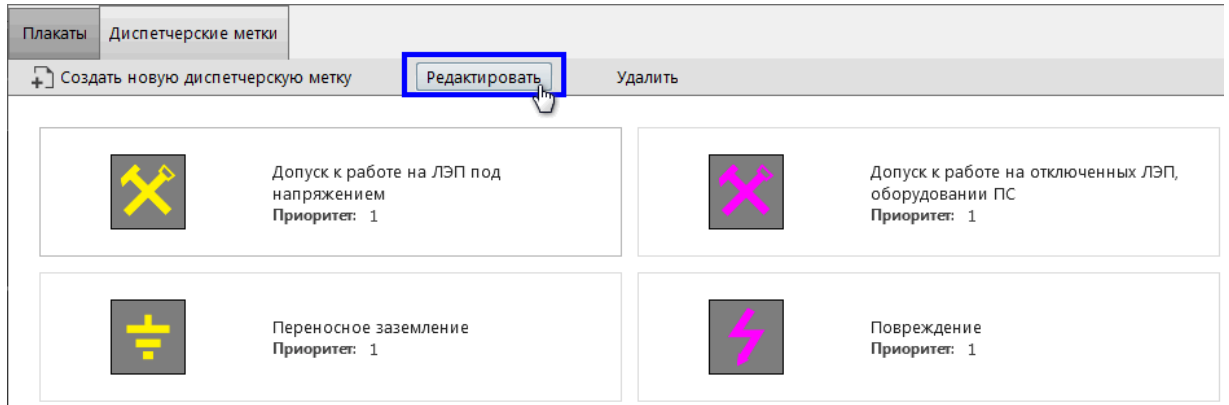 Плакаты Диспетчерские метки
Создать новую диспетчерскую метку Редактировать Удалить
Допуск к работе на ЛЭП под
напряжением
Приоритет: 1
Допуск к работе на отключенных ЛЭП,
оборудовании ПС
Приоритет: 1
Переносное заземление
Приоритет: 1
Повреждение
Приоритет: 1